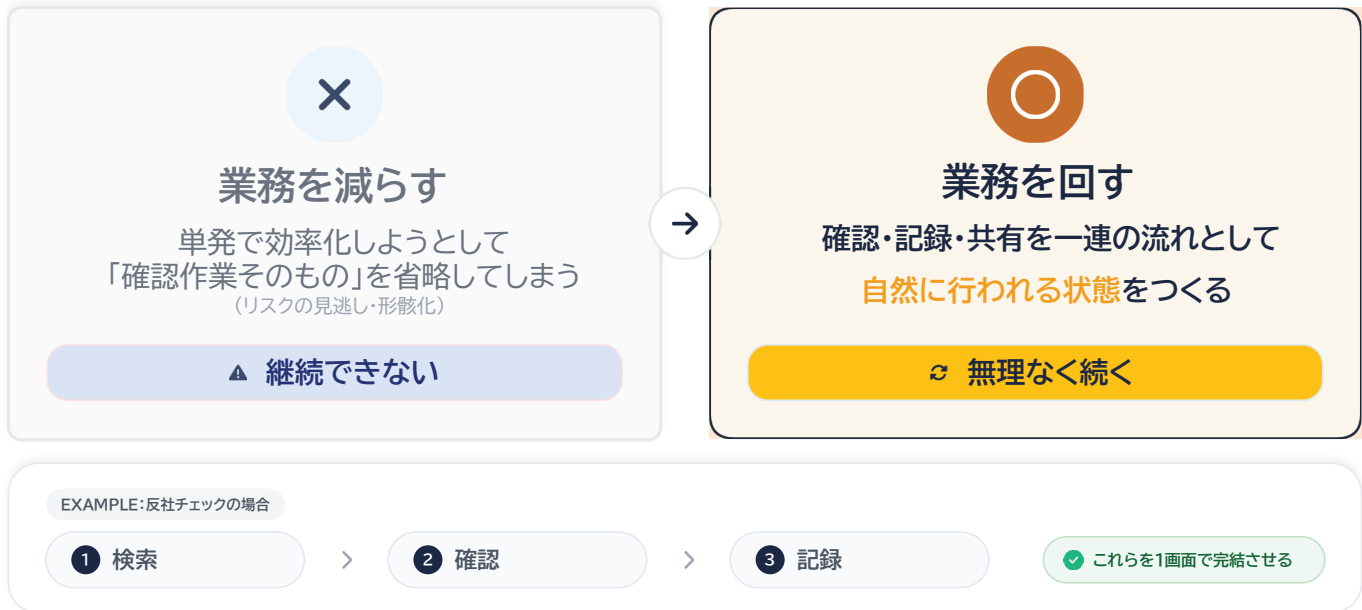 業務を減らす
単発で効率化しようとして
「確認作業そのもの」を省略してしまう
（リスクの見逃し・形骸化）
継続できない
業務を回す
確認・記録・共有を一連の流れとして
自然に行われる状態をつくる
無理なく続く
EXAMPLE：反社チェックの場合
1 検索
2 確認
3 記録
これらを1画面で完結させる